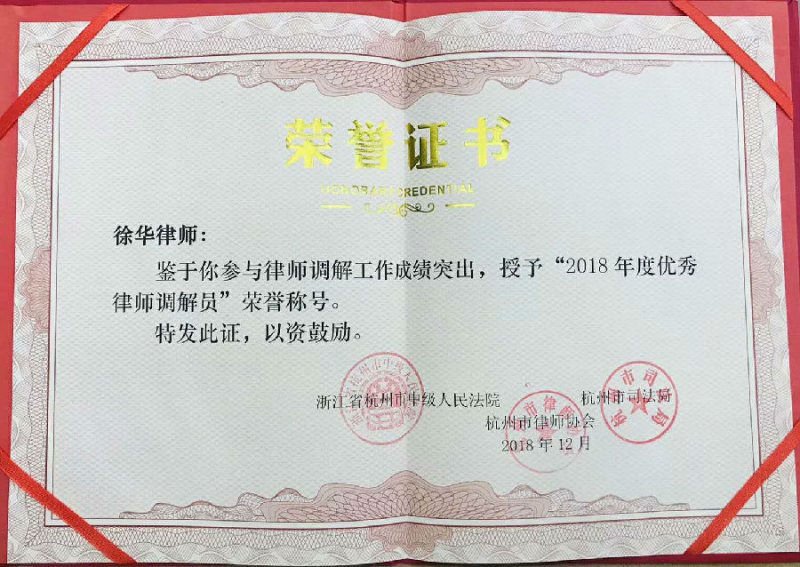 荣誉证书
HONORARY CREDENTIAL
徐华律师：
鉴于你参与律师调解工作成绩突出，授予“2018 年度优秀
律师调解员”荣誉称号。
特发此证，以资鼓励。
浙江省杭州市中级人民法院 杭州市司法局
杭州市律师协会
2018 年 12 月